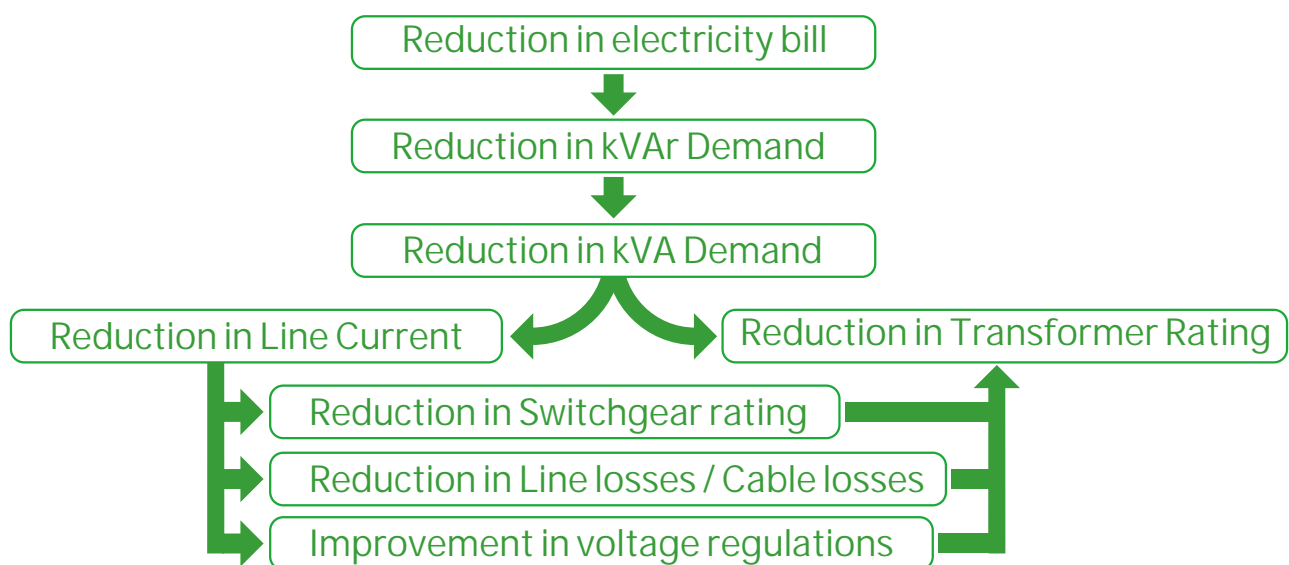 Reduction in electricity bill
Reduction in kVAr Demand
Reduction in kVA Demand
Reduction in Line Current
Reduction in Transformer Rating
Reduction in Switchgear rating
Reduction in Line losses / Cable losses
Improvement in voltage regulations